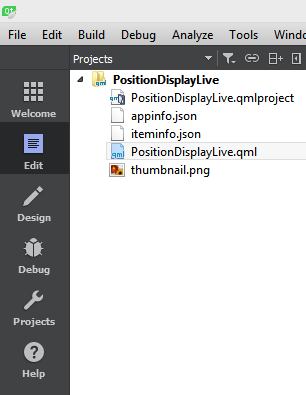 Qt
File Edit Build Debug Analyze Tools
Projects
Welcome
Edit
Design
Debug
Projects
Help
PositionDisplayLive
PositionDisplayLive.qmlproject
appinfo.json
iteminfo.json
PositionDisplayLive.qml
thumbnail.png